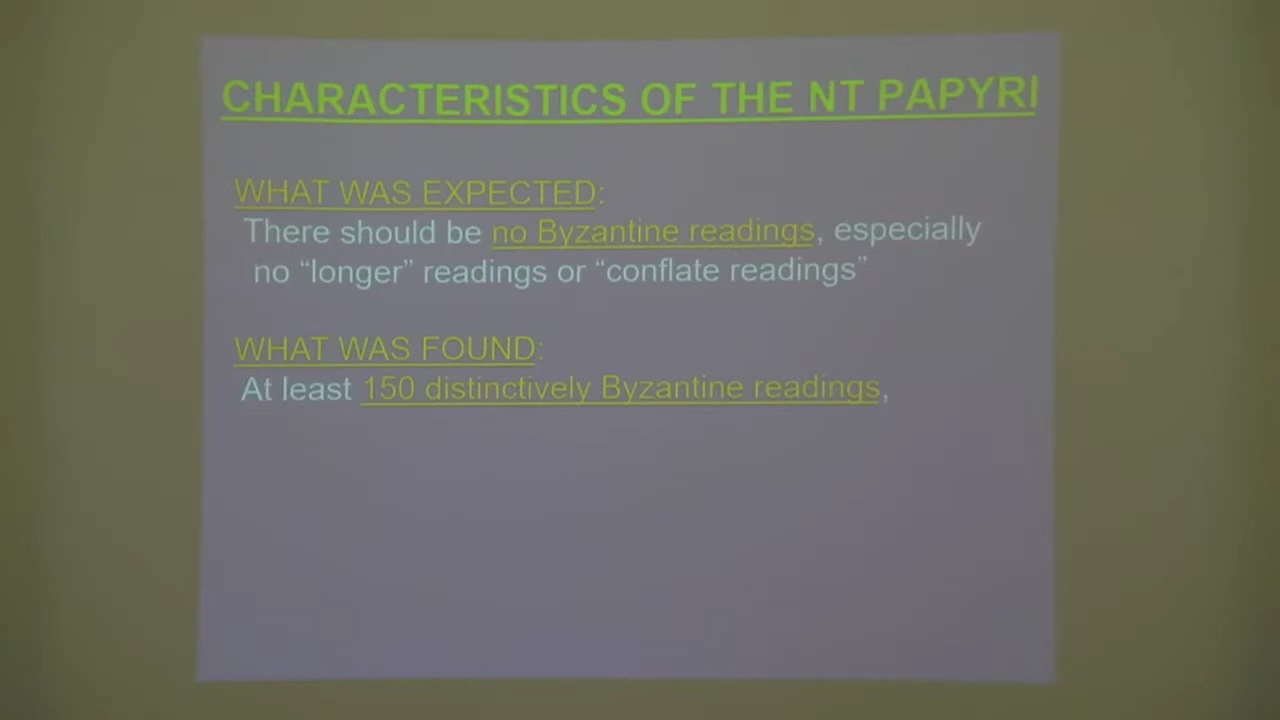 CHARACTERISTICS OF THE NT PAPYRI
WHAT WAS EXPECTED:
There should be no Byzantine readings, especially
no “longer” readings or “conflate readings”
WHAT WAS FOUND:
At least 150 distinctively Byzantine readings,